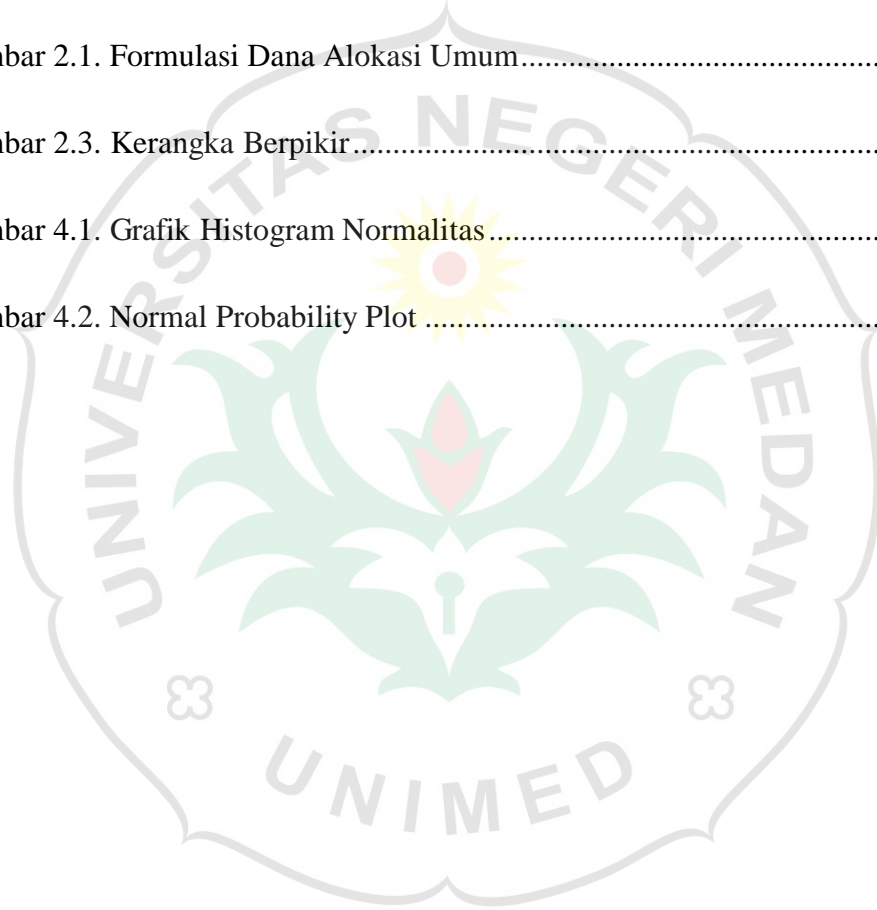 mbar 2.1. Formulasi Dana Alokasi Umum..............................................
mbar 2.3. Kerangka Berpikir....................................................................
mbar 4.1. Grafik Histogram Normalitas..................................................
mbar 4.2. Normal Probability Plot ..........................................................
UNIVERSITAS NEGERI MEDAN
UNIMED